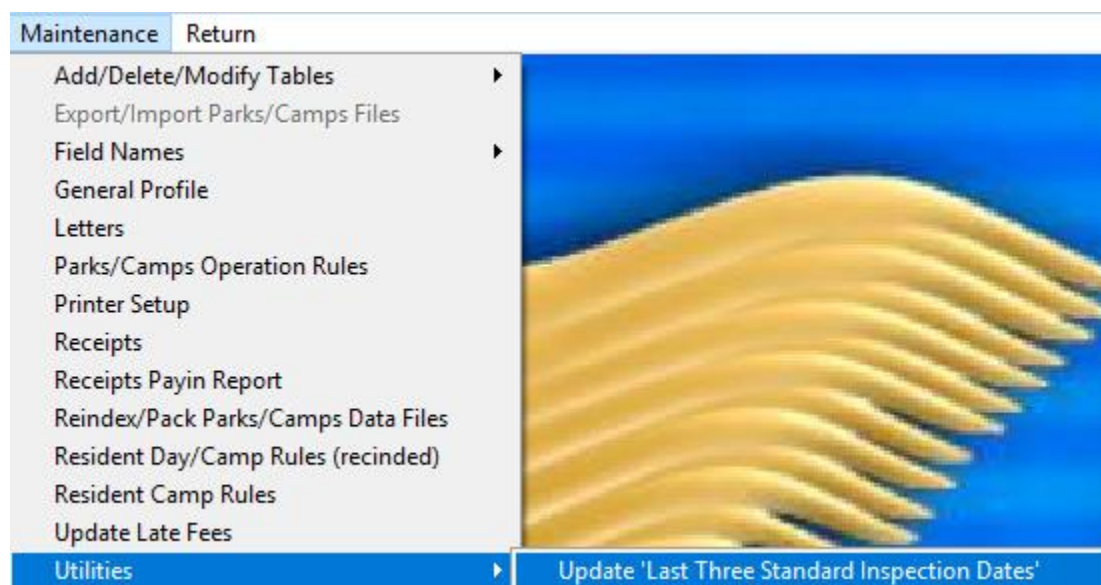 Maintenance Return
Add/Delete/Modify Tables
Export/Import Parks/Camps Files
Field Names
General Profile
Letters
Parks/Camps Operation Rules
Printer Setup
Receipts
Receipts Payin Report
Reindex/Pack Parks/Camps Data Files
Resident Day/Camp Rules (recinded)
Resident Camp Rules
Update Late Fees
Utilities Update 'Last Three Standard Inspection Dates'